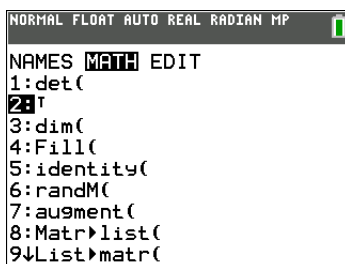 NORMAL FLOAT AUTO REAL RADIAN MP
NAMES MATH EDIT
1:det(
2:ᵀ
3:dim(
4:Fill(
5:identity(
6:randM(
7:augment(
8:Matr▸list(
9↓List▸matr(